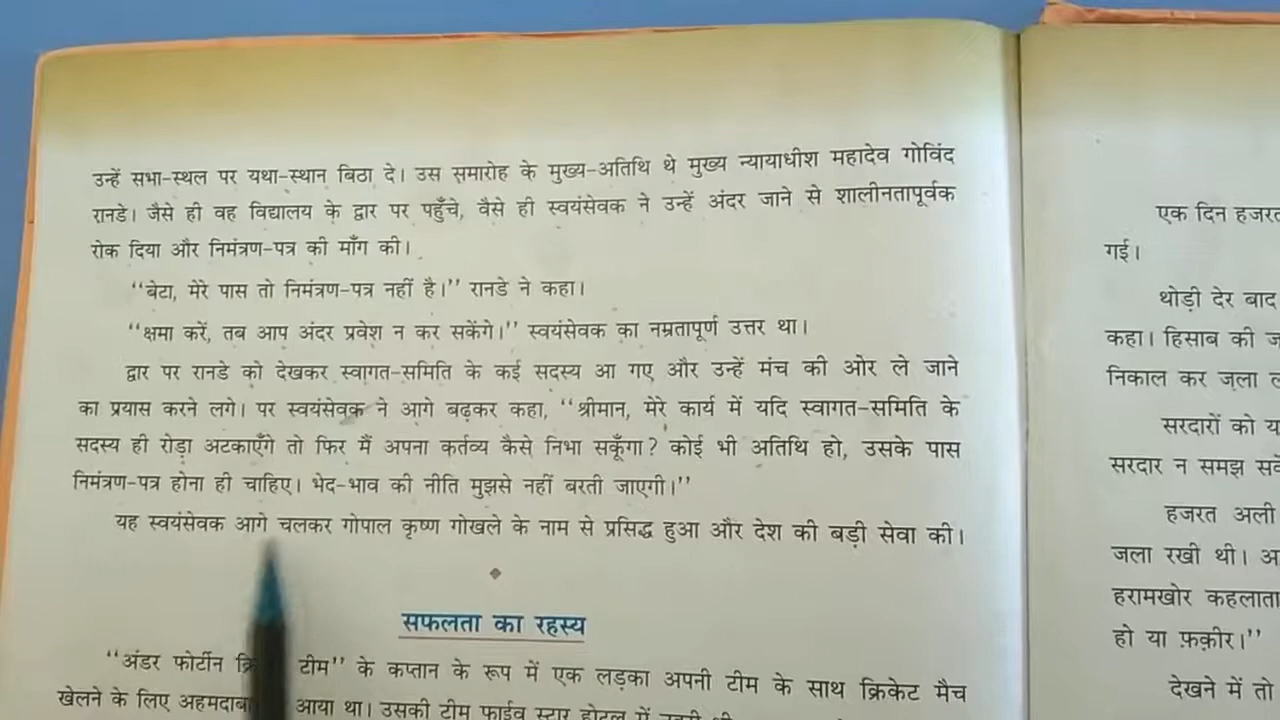 उन्हें सभा-स्थल पर यथा-स्थान बिठा दे। उस समारोह के मुख्य-अतिथि थे मुख्य न्यायाधीश महादेव गोविंद
रानडे। जैसे ही वह विद्यालय के द्वार पर पहुँचे, वैसे ही स्वयंसेवक ने उन्हें अंदर जाने से शालीनतापूर्वक
रोक दिया और निमंत्रण-पत्र की माँग की।
“बेटा, मेरे पास तो निमंत्रण-पत्र नहीं है।” रानडे ने कहा।
“क्षमा करें, तब आप अंदर प्रवेश न कर सकेंगे।” स्वयंसेवक का नम्रतापूर्ण उत्तर था।
द्वार पर रानडे को देखकर स्वागत-समिति के कई सदस्य आ गए और उन्हें मंच की ओर ले जाने
का प्रयास करने लगे। पर स्वयंसेवक ने आगे बढ़कर कहा, “श्रीमान, मेरे कार्य में यदि स्वागत-समिति के
सदस्य ही रोड़ा अटकाएँगे तो फिर मैं अपना कर्तव्य कैसे निभा सकूँगा? कोई भी अतिथि हो, उसके पास
निमंत्रण-पत्र होना ही चाहिए। भेद-भाव की नीति मुझसे नहीं बरती जाएगी।”
यह स्वयंसेवक आगे चलकर गोपाल कृष्ण गोखले के नाम से प्रसिद्ध हुआ और देश की बड़ी सेवा की।
सफलता का रहस्य
“अंडर फोर्टीन टीम” के कप्तान के रूप में एक लड़का अपनी टीम के साथ क्रिकेट मैच
खेलने के लिए आया था। उसकी टीम फाईव स्टार होटल में
एक दिन हजरत
गई।
थोड़ी देर बाद
कहा। हिसाब की
निकाल कर जला
सरदारों को
सरदार न समझ
हजरत अली
जला रखी थी।
हरामखोर कहलाता
हो या फ़क़ीर।”
देखने में तो